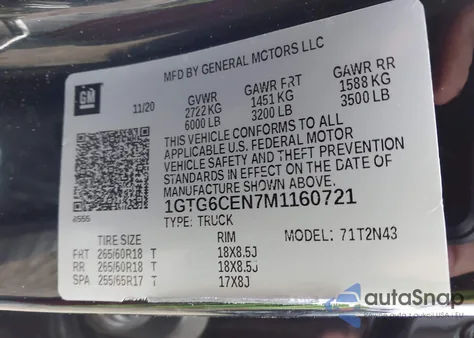 MFD BY GENERAL MOTORS LLC
GM
11/20
GVWR GAWR FRT GAWR RR
2722 KG 1451 KG 1588 KG
6000 LB 3200 LB 3500 LB
THIS VEHICLE CONFORMS TO ALL
APPLICABLE U.S. FEDERAL MOTOR
VEHICLE SAFETY AND THEFT PREVENTION
STANDARDS IN EFFECT ON THE DATE OF
MANUFACTURE SHOWN ABOVE.
1GTG6CEN7M1160721
TYPE: TRUCK
TIRE SIZE RIM MODEL: 71T2N43
FRT 265/60R18 T 18X8.5J
RR 265/60R18 T 18X8.5J
SPA 255/65R17 T 17X8J
autoSnap